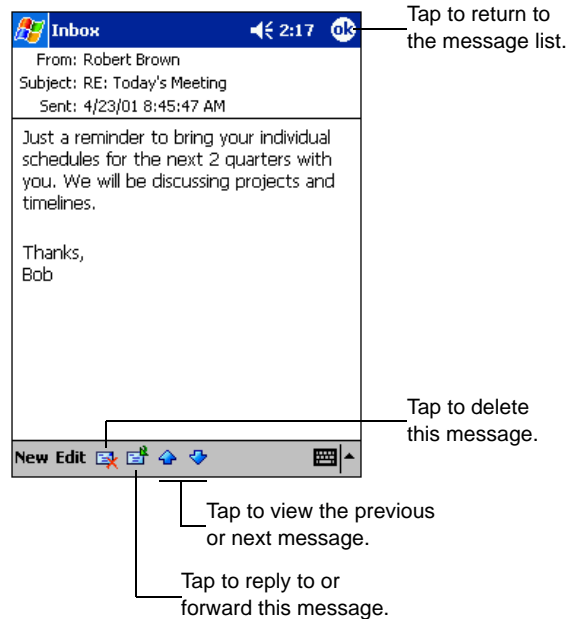 Tap to return to
the message list.
Inbox 2:17 ok
From: Robert Brown
Subject: RE: Today's Meeting
Sent: 4/23/01 8:45:47 AM
Just a reminder to bring your individual
schedules for the next 2 quarters with
you. We will be discussing projects and
timelines.
Thanks,
Bob
Tap to delete
this message.
New Edit
Tap to view the previous
or next message.
Tap to reply to or
forward this message.